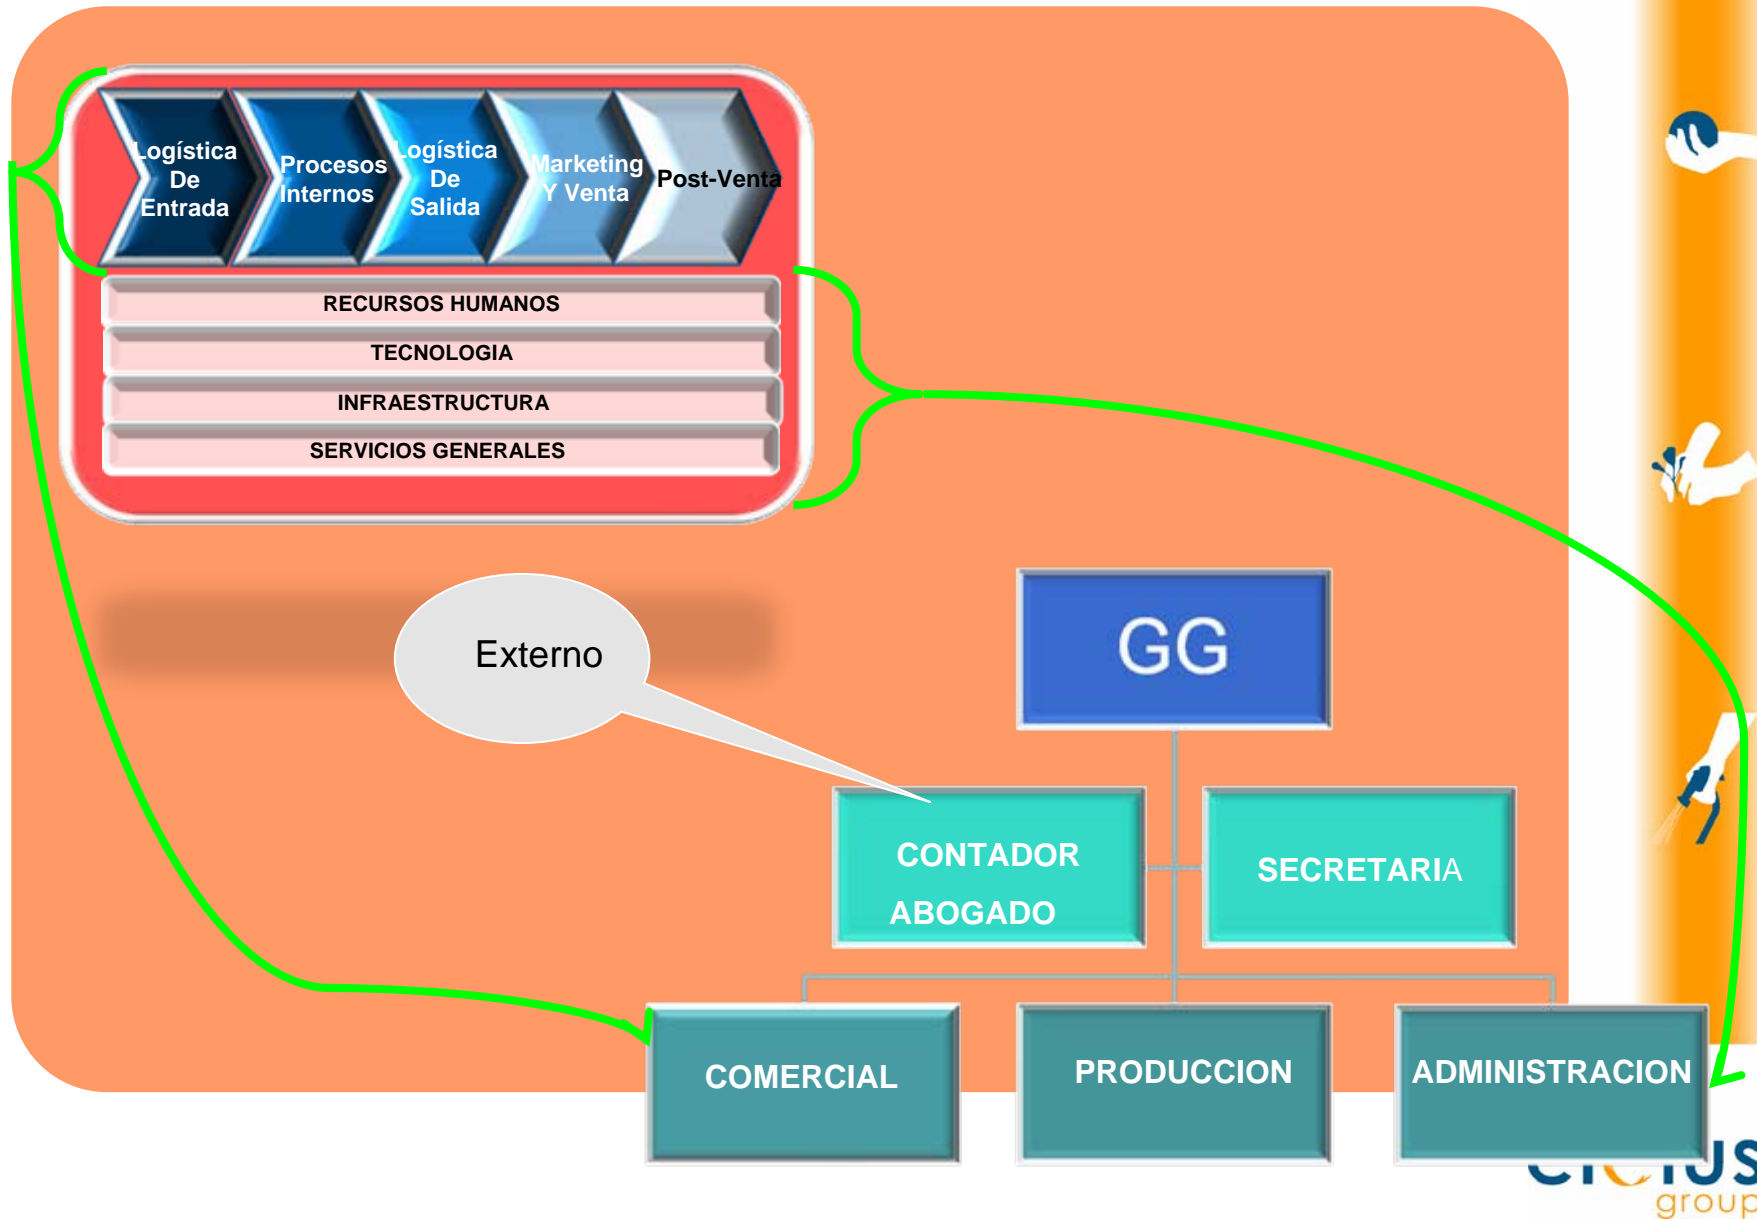 Logística
De
Entrada
Procesos
Internos
Logística
De
Salida
Marketing
Y Venta
Post-Venta
RECURSOS HUMANOS
TECNOLOGIA
INFRAESTRUCTURA
SERVICIOS GENERALES
Externo
GG
CONTADOR
ABOGADO
SECRETARIA
COMERCIAL
PRODUCCION
ADMINISTRACION
group